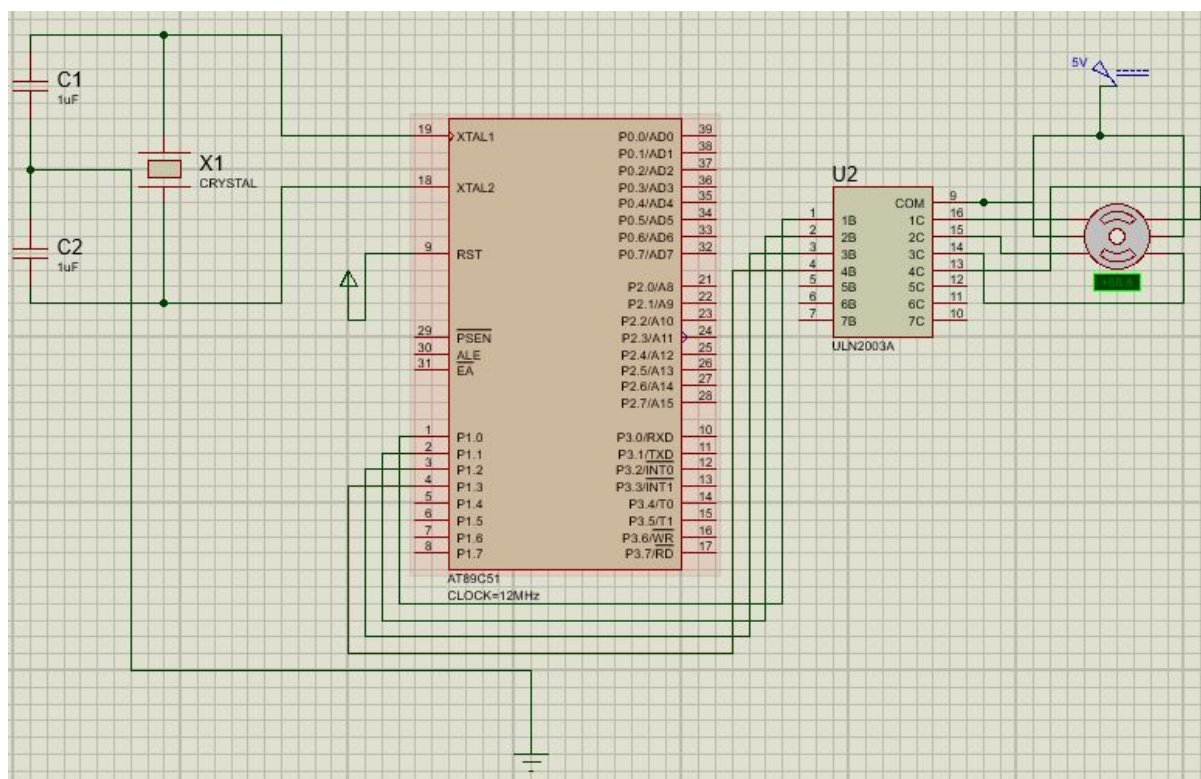 C1
1uF
X1
CRYSTAL
C2
1uF
19
XTAL1
18
XTAL2
9
RST
29
PSEN
30
ALE
31
EA
1
P1.0
2
P1.1
3
P1.2
4
P1.3
5
P1.4
6
P1.5
7
P1.6
8
P1.7
P0.0/AD0
39
P0.1/AD1
38
P0.2/AD2
37
P0.3/AD3
36
P0.4/AD4
35
P0.5/AD5
34
P0.6/AD6
33
P0.7/AD7
32
P2.0/A8
21
P2.1/A9
22
P2.2/A10
23
P2.3/A11
24
P2.4/A12
25
P2.5/A13
26
P2.6/A14
27
P2.7/A15
28
P3.0/RXD
10
P3.1/TXD
11
P3.2/INT0
12
P3.3/INT1
13
P3.4/T0
14
P3.5/T1
15
P3.6/WR
16
P3.7/RD
17
AT89C51
CLOCK=12MHz
U2
1
1B
2
2B
3
3B
4
4B
5
5B
6
6B
7
7B
COM
9
1C
16
2C
15
3C
14
4C
13
5C
12
6C
11
7C
10
ULN2003A
5V